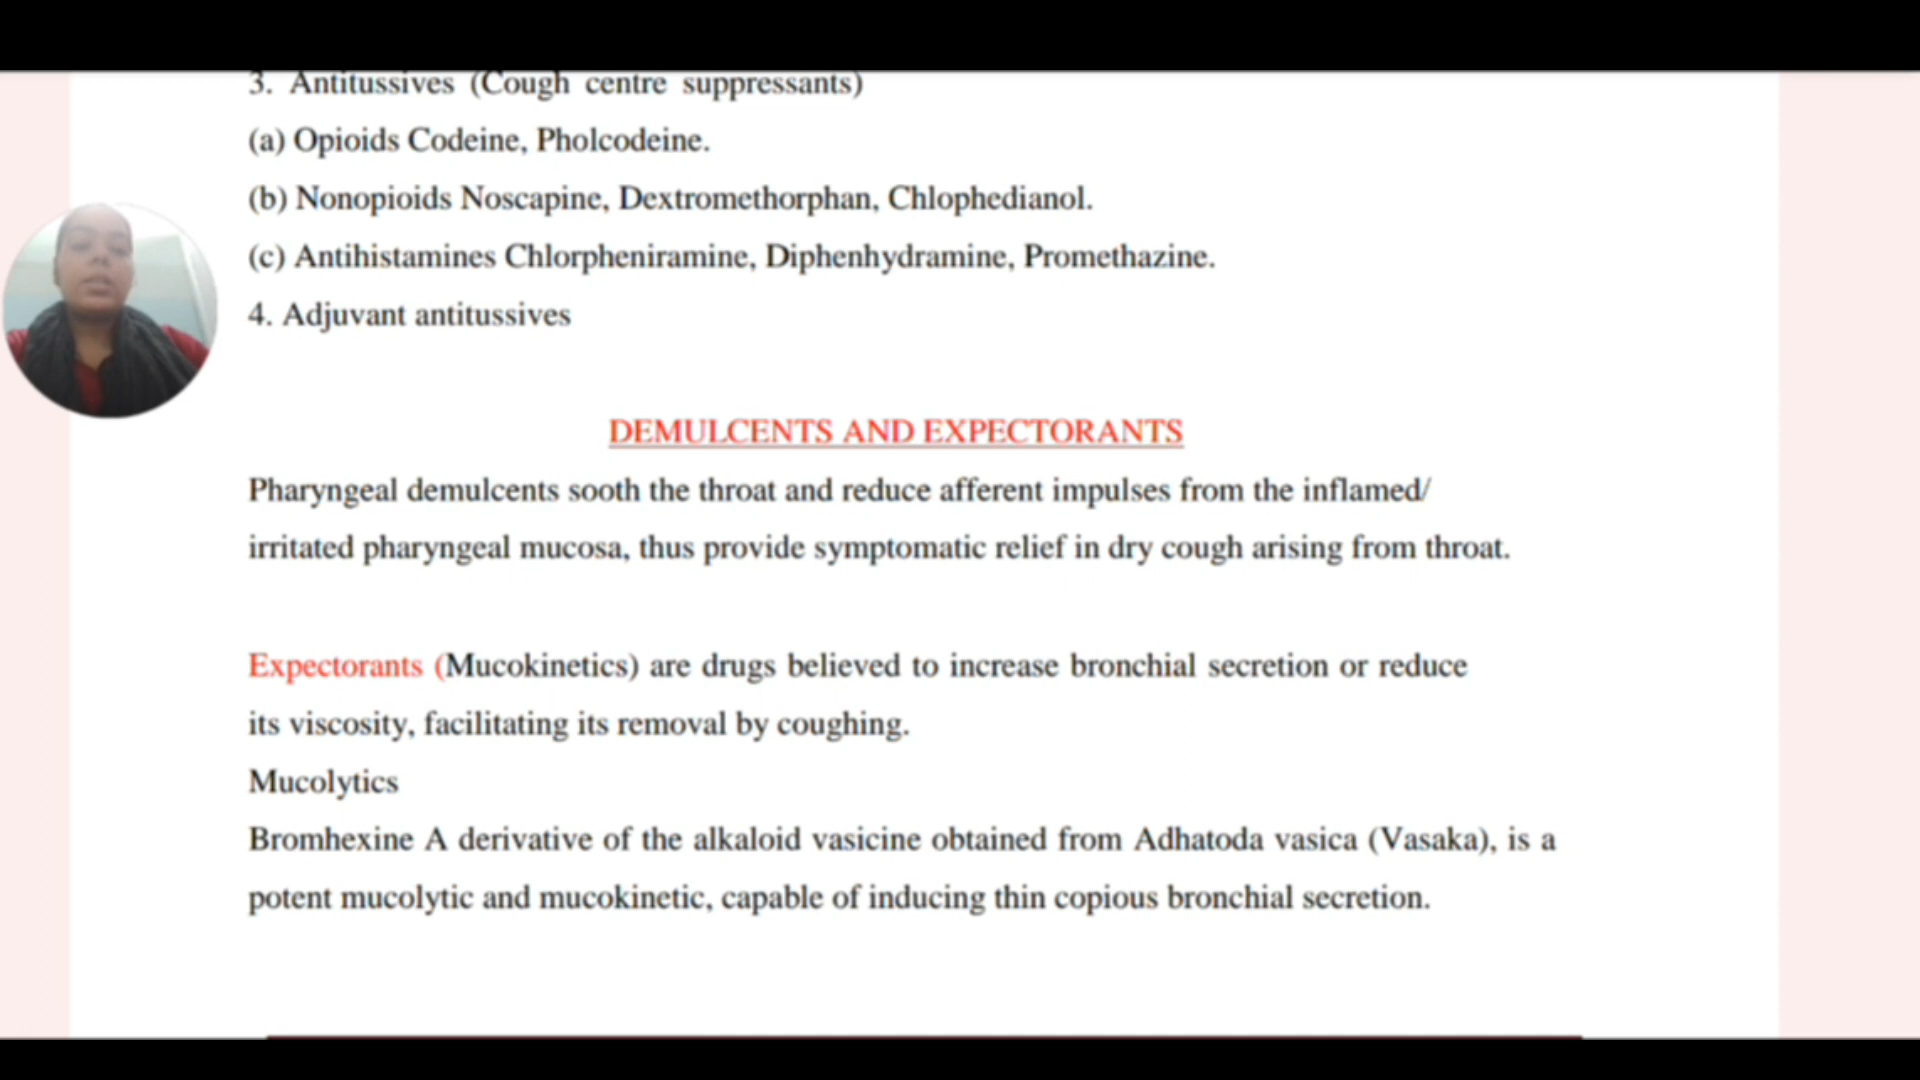 3. Antitussives (Cough centre suppressants)
(a) Opioids Codeine, Pholcodeine.
(b) Nonopioids Noscapine, Dextromethorphan, Chlophedianol.
(c) Antihistamines Chlorpheniramine, Diphenhydramine, Promethazine.
4. Adjuvant antitussives
DEMULCENTS AND EXPECTORANTS
Pharyngeal demulcents sooth the throat and reduce afferent impulses from the inflamed/
irritated pharyngeal mucosa, thus provide symptomatic relief in dry cough arising from throat.
Expectorants (Mucokinetics) are drugs believed to increase bronchial secretion or reduce
its viscosity, facilitating its removal by coughing.
Mucolytics
Bromhexine A derivative of the alkaloid vasicine obtained from Adhatoda vasica (Vasaka), is a
potent mucolytic and mucokinetic, capable of inducing thin copious bronchial secretion.